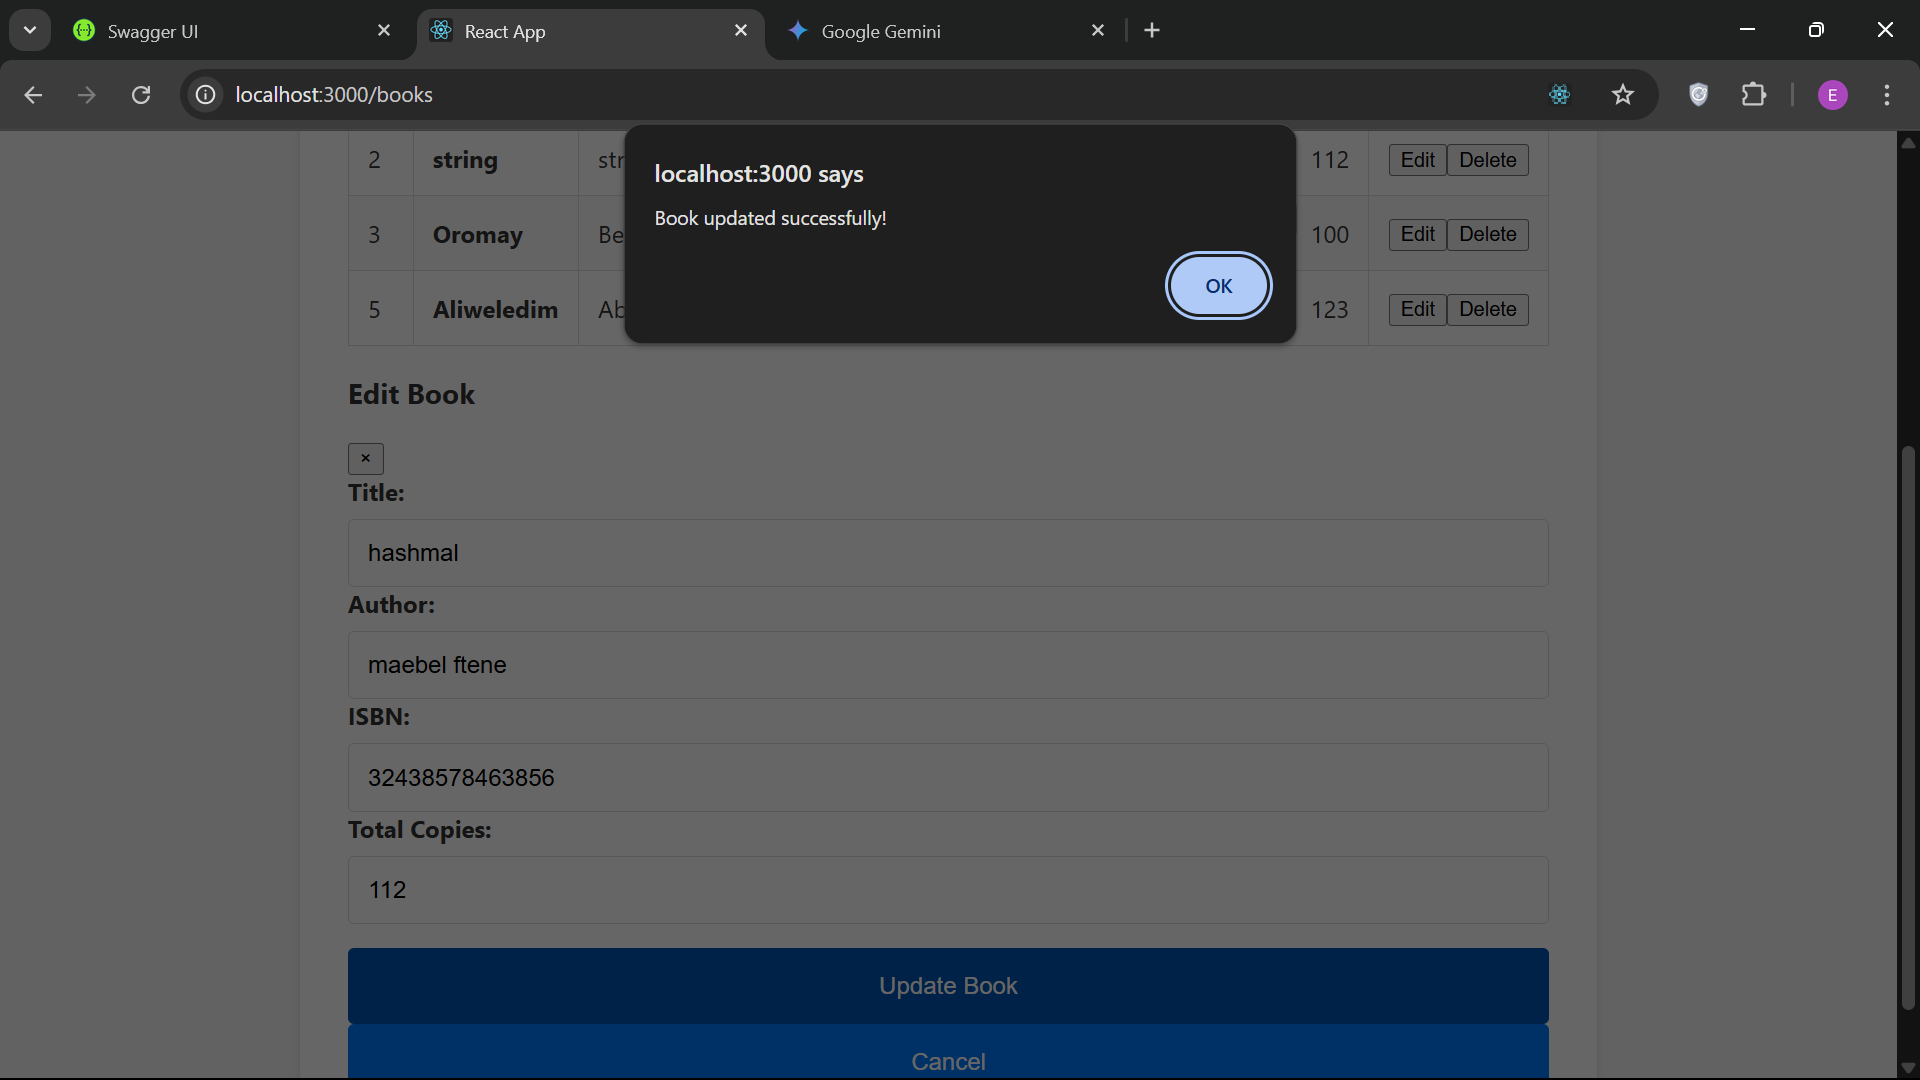 Swagger UI
React App
Google Gemini
localhost:3000/books
E
localhost:3000 says
Book updated successfully!
OK
2 string 112 Edit Delete
3 Oromay Be 100 Edit Delete
5 Aliweledim Ab 123 Edit Delete
Edit Book
×
Title:
hashmal
Author:
maebel ftene
ISBN:
32438578463856
Total Copies:
112
Update Book
Cancel